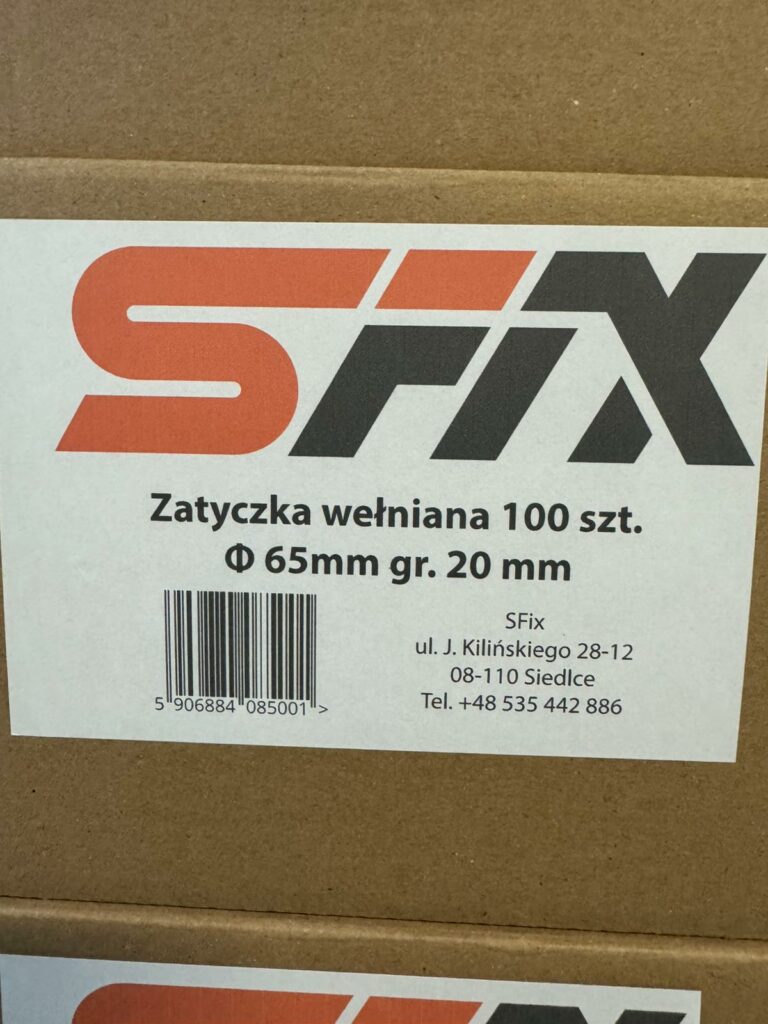 SFIX
Zatyczka wełniana 100 szt.
Φ 65mm gr. 20 mm
5 906884 085001 >
SFix
ul. J. Kilińskiego 28-12
08-110 Siedlce
Tel. +48 535 442 886